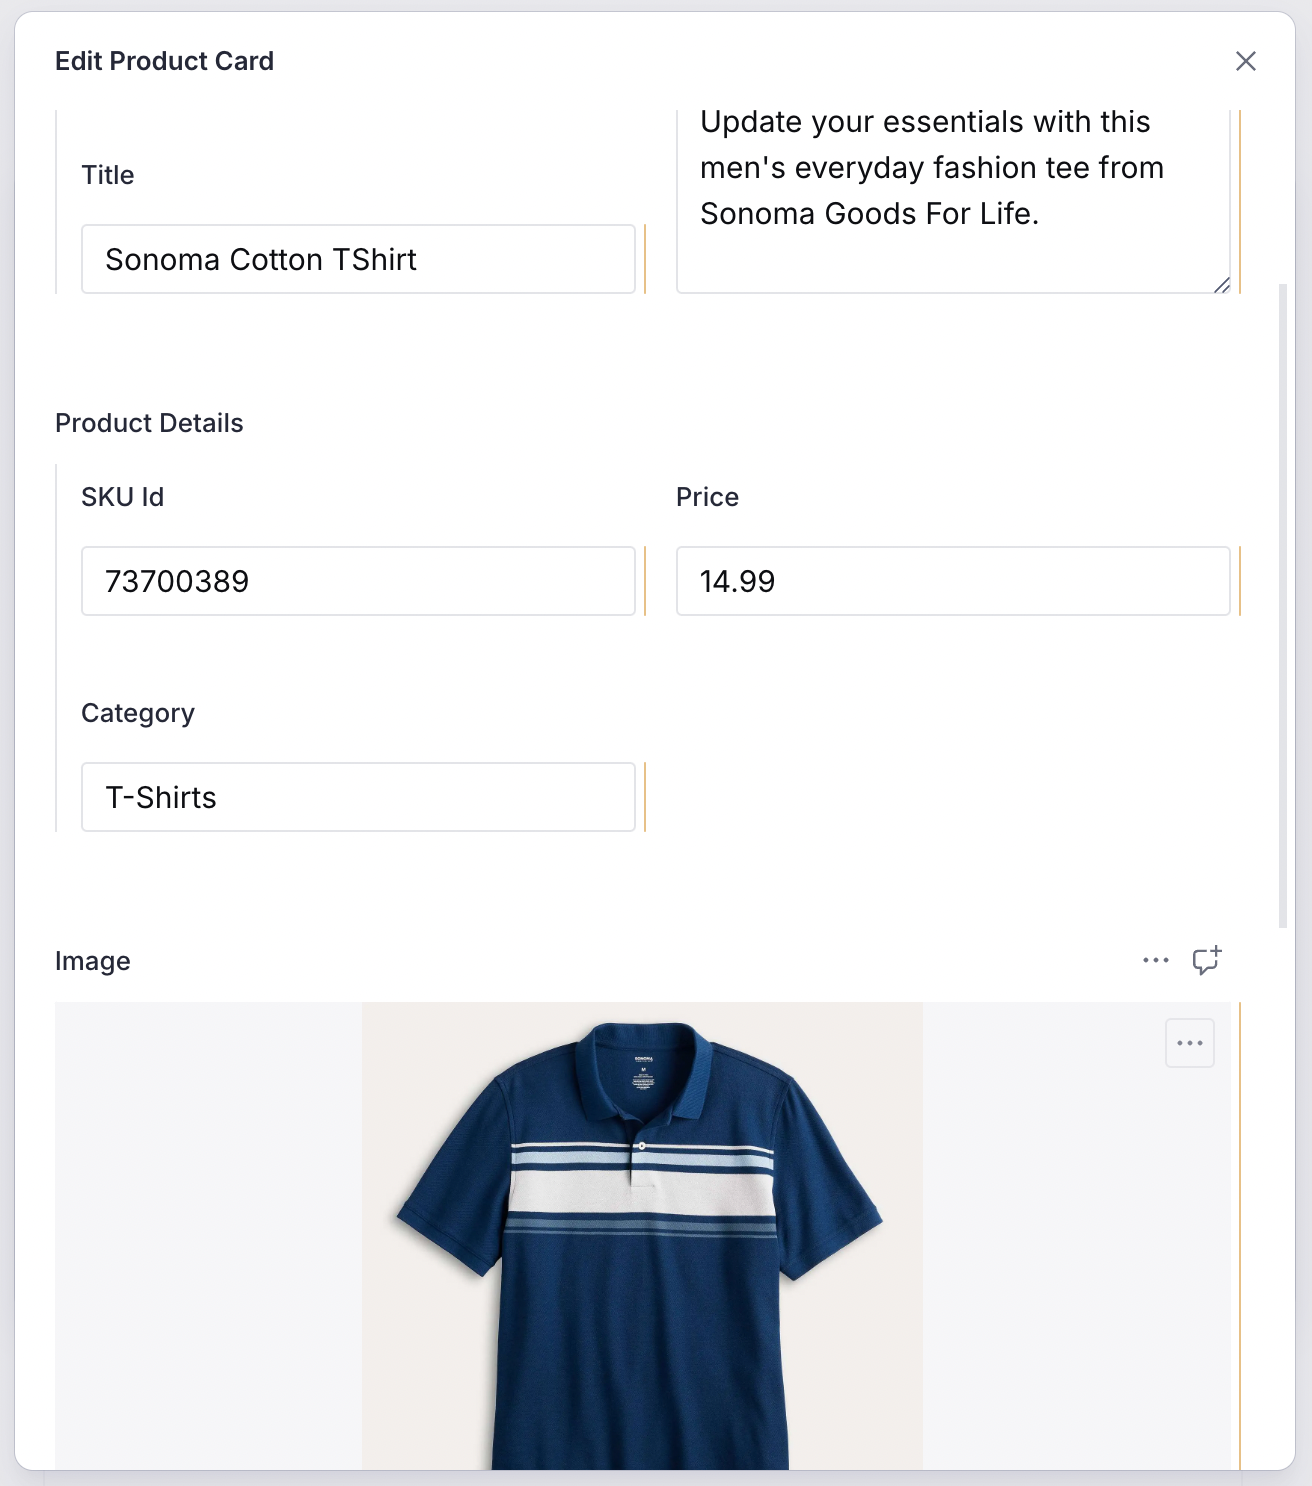 Edit Product Card
Update your essentials with this
men's everyday fashion tee from
Sonoma Goods For Life.
Title
Sonoma Cotton TShirt
Product Details
SKU Id
Price
73700389
14.99
Category
T-Shirts
Image
SONOMA
M